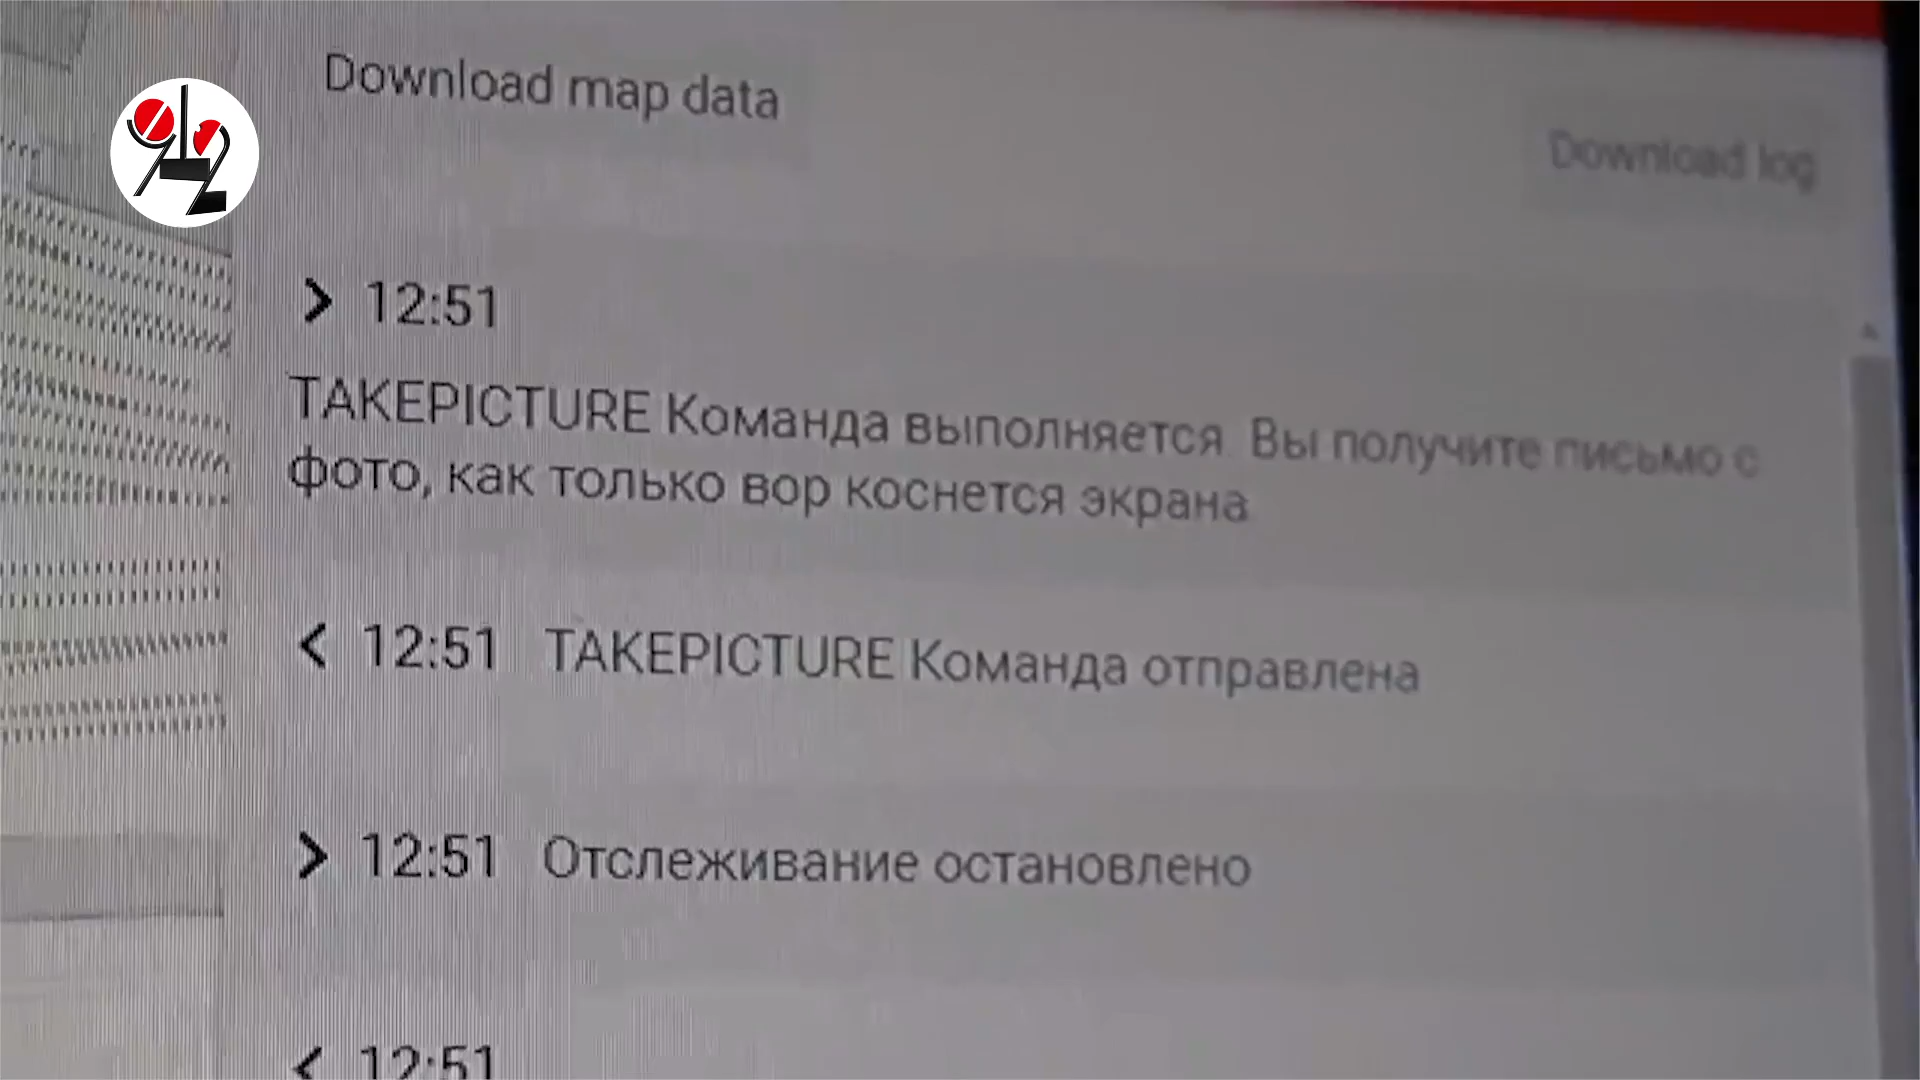 Download map data
Download log
> 12:51
TAKEPICTURE Команда выполняется. Вы получите письмо с
фото, как только вор коснется экрана
< 12:51 TAKEPICTURE Команда отправлена
> 12:51 Отслеживание остановлено
< 12:51